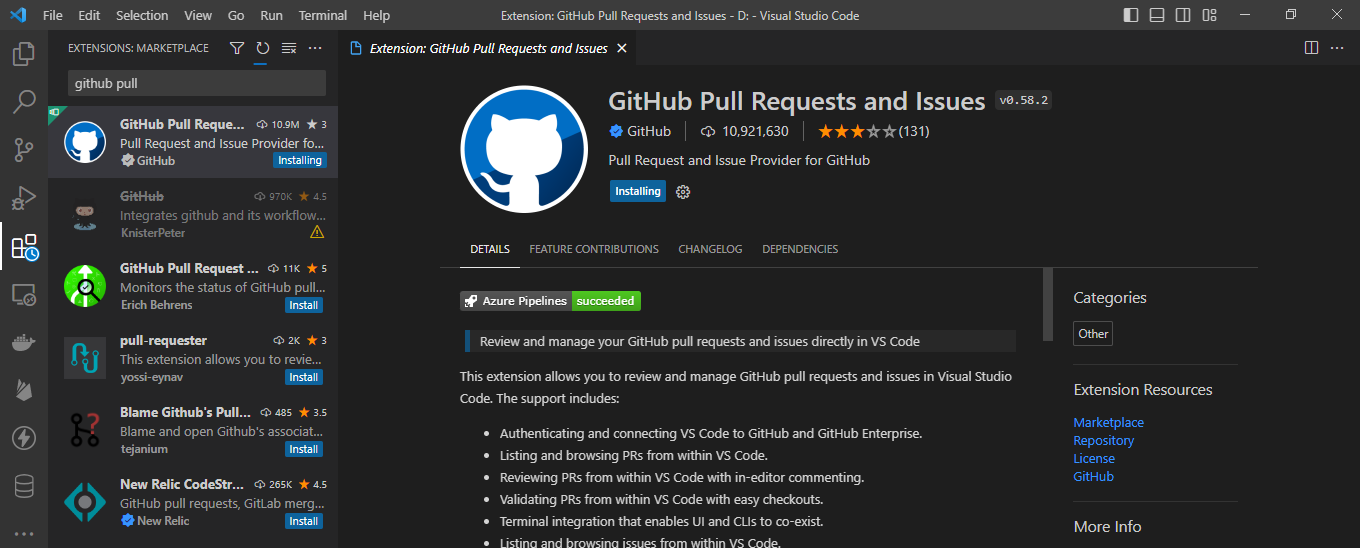 File Edit Selection View Go Run Terminal Help
Extension: GitHub Pull Requests and Issues - D: - Visual Studio Code
EXTENSIONS: MARKETPLACE
github pull
GitHub Pull Reque... 10.9M ★ 3
Pull Request and Issue Provider fo...
GitHub Installing
GitHub 970K ★ 4.5
Integrates github and its workflow...
KnisterPeter
GitHub Pull Request ... 11K ★ 5
Monitors the status of GitHub pull...
Erich Behrens Install
pull-requester 2K ★ 3
This extension allows you to revie...
yossi-eynav Install
Blame Github's Pull... 485 ★ 3.5
Blame and open Github's associat...
tejanium Install
New Relic CodeStr... 265K ★ 4.5
GitHub pull requests, GitLab merg...
New Relic Install
Extension: GitHub Pull Requests and Issues
GitHub Pull Requests and Issues v0.58.2
GitHub 10,921,630 ★★★☆☆(131)
Pull Request and Issue Provider for GitHub
Installing
DETAILS FEATURE CONTRIBUTIONS CHANGELOG DEPENDENCIES
Azure Pipelines succeeded
Review and manage your GitHub pull requests and issues directly in VS Code
This extension allows you to review and manage GitHub pull requests and issues in Visual Studio
Code. The support includes:
• Authenticating and connecting VS Code to GitHub and GitHub Enterprise.
• Listing and browsing PRs from within VS Code.
• Reviewing PRs from within VS Code with in-editor commenting.
• Validating PRs from within VS Code with easy checkouts.
• Terminal integration that enables UI and CLIs to co-exist.
• Listing and browsing issues from within VS Code.
Categories
Other
Extension Resources
Marketplace
Repository
License
GitHub
More Info